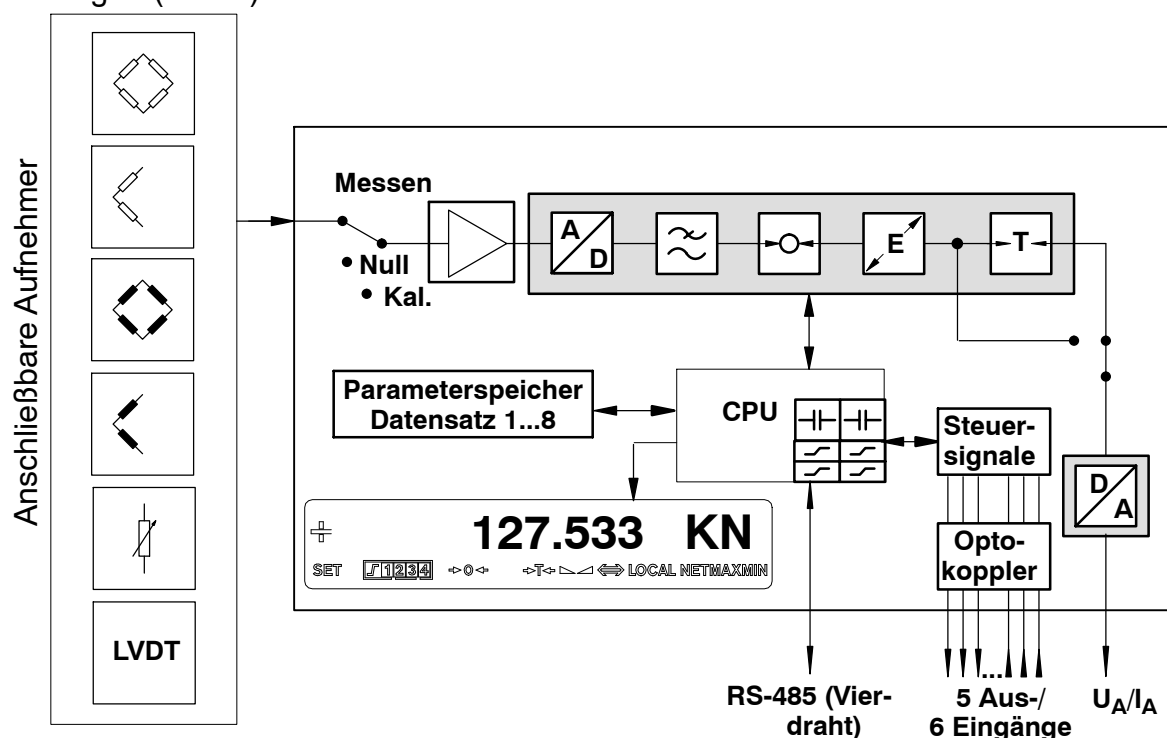 Anschließbare Aufnehmer
LVDT
Messen
Null
Kal.
A
D
E
T
Parameterspeicher
Datensatz 1...8
CPU
Steuer-
signale
D
A
127.533 KN
SET 1234 0 T LOCAL NETMAXMIN
Opto-
koppler
...
RS-485 (Vier-
draht)
5 Aus-/
6 Eingänge
UA/IA